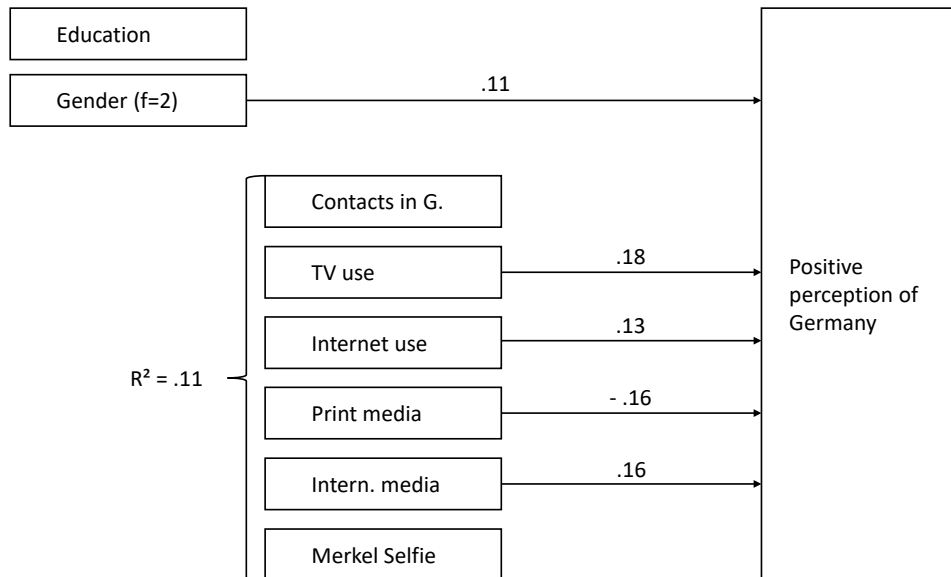 Education
Gender (f=2)
.11
Contacts in G.
TV use
.18
Internet use
.13
Print media
- .16
Intern. media
.16
Merkel Selfie
R² = .11
Positive
perception of
Germany